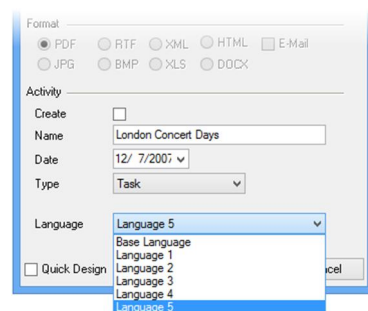 Format
PDF RTF XML HTML E-Mail
JPG BMP XLS DOCX
Activity
Create
Name London Concert Days
Date 12/ 7/2007
Type Task
Language Language 5
Base Language
Language 1
Quick Design Language 2
Language 3
Language 4
Language 5